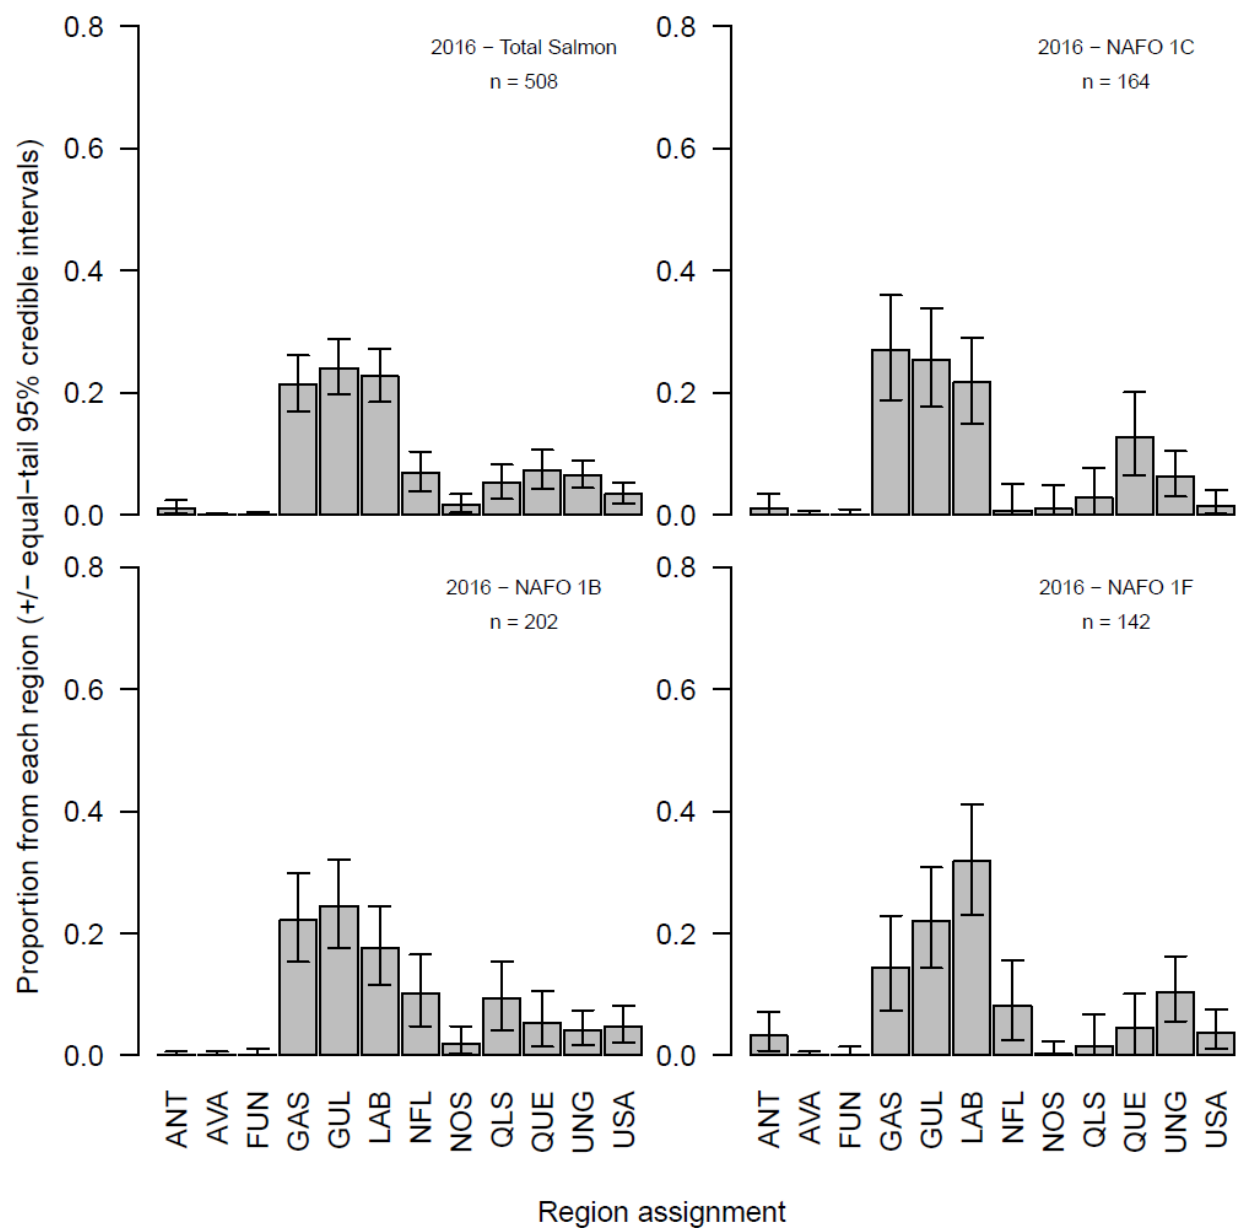 Proportion from each region (+/− equal−tail 95% credible intervals)
2016 − Total Salmon
n = 508
0.8
0.6
0.4
0.2
0.0
2016 − NAFO 1C
n = 164
0.8
0.6
0.4
0.2
0.0
2016 − NAFO 1B
n = 202
0.8
0.6
0.4
0.2
0.0
ANT
AVA
FUN
GAS
GUL
LAB
NFL
NOS
QLS
QUE
UNG
USA
2016 − NAFO 1F
n = 142
0.8
0.6
0.4
0.2
0.0
ANT
AVA
FUN
GAS
GUL
LAB
NFL
NOS
QLS
QUE
UNG
USA
Region assignment